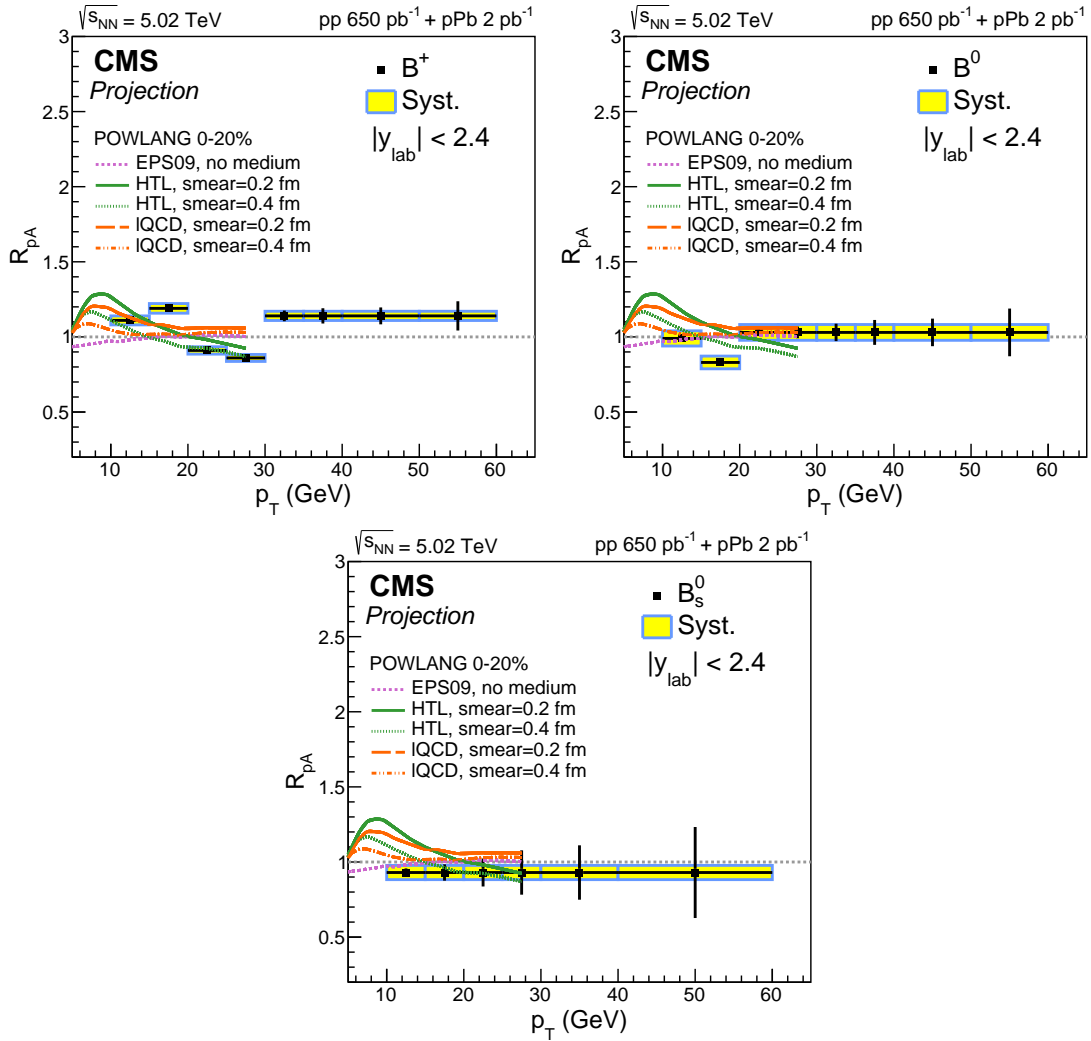 √s_NN = 5.02 TeV pp 650 pb⁻¹ + pPb 2 pb⁻¹
3
CMS
Projection
B⁺
Syst.
|y_lab| < 2.4
2.5
2
POWLANG 0-20%
EPS09, no medium
HTL, smear=0.2 fm
HTL, smear=0.4 fm
lQCD, smear=0.2 fm
lQCD, smear=0.4 fm
1.5
1
0.5
R_pA
10 20 30 40 50 60
p_T (GeV)
√s_NN = 5.02 TeV pp 650 pb⁻¹ + pPb 2 pb⁻¹
3
CMS
Projection
B⁰
Syst.
|y_lab| < 2.4
2.5
2
POWLANG 0-20%
EPS09, no medium
HTL, smear=0.2 fm
HTL, smear=0.4 fm
lQCD, smear=0.2 fm
lQCD, smear=0.4 fm
1.5
1
0.5
R_pA
10 20 30 40 50 60
p_T (GeV)
√s_NN = 5.02 TeV pp 650 pb⁻¹ + pPb 2 pb⁻¹
3
CMS
Projection
B_s⁰
Syst.
|y_lab| < 2.4
2.5
2
POWLANG 0-20%
EPS09, no medium
HTL, smear=0.2 fm
HTL, smear=0.4 fm
lQCD, smear=0.2 fm
lQCD, smear=0.4 fm
1.5
1
0.5
R_pA
10 20 30 40 50 60
p_T (GeV)